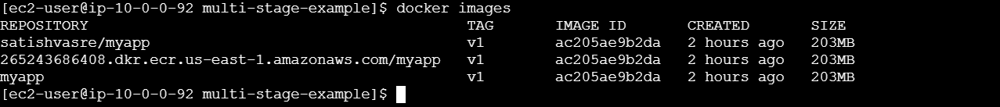 [ec2-user@ip-10-0-0-92 multi-stage-example]$ docker images
REPOSITORY TAG IMAGE ID CREATED SIZE
satishvasre/myapp v1 ac205ae9b2da 2 hours ago 203MB
265243686408.dkr.ecr.us-east-1.amazonaws.com/myapp v1 ac205ae9b2da 2 hours ago 203MB
myapp v1 ac205ae9b2da 2 hours ago 203MB
[ec2-user@ip-10-0-0-92 multi-stage-example]$